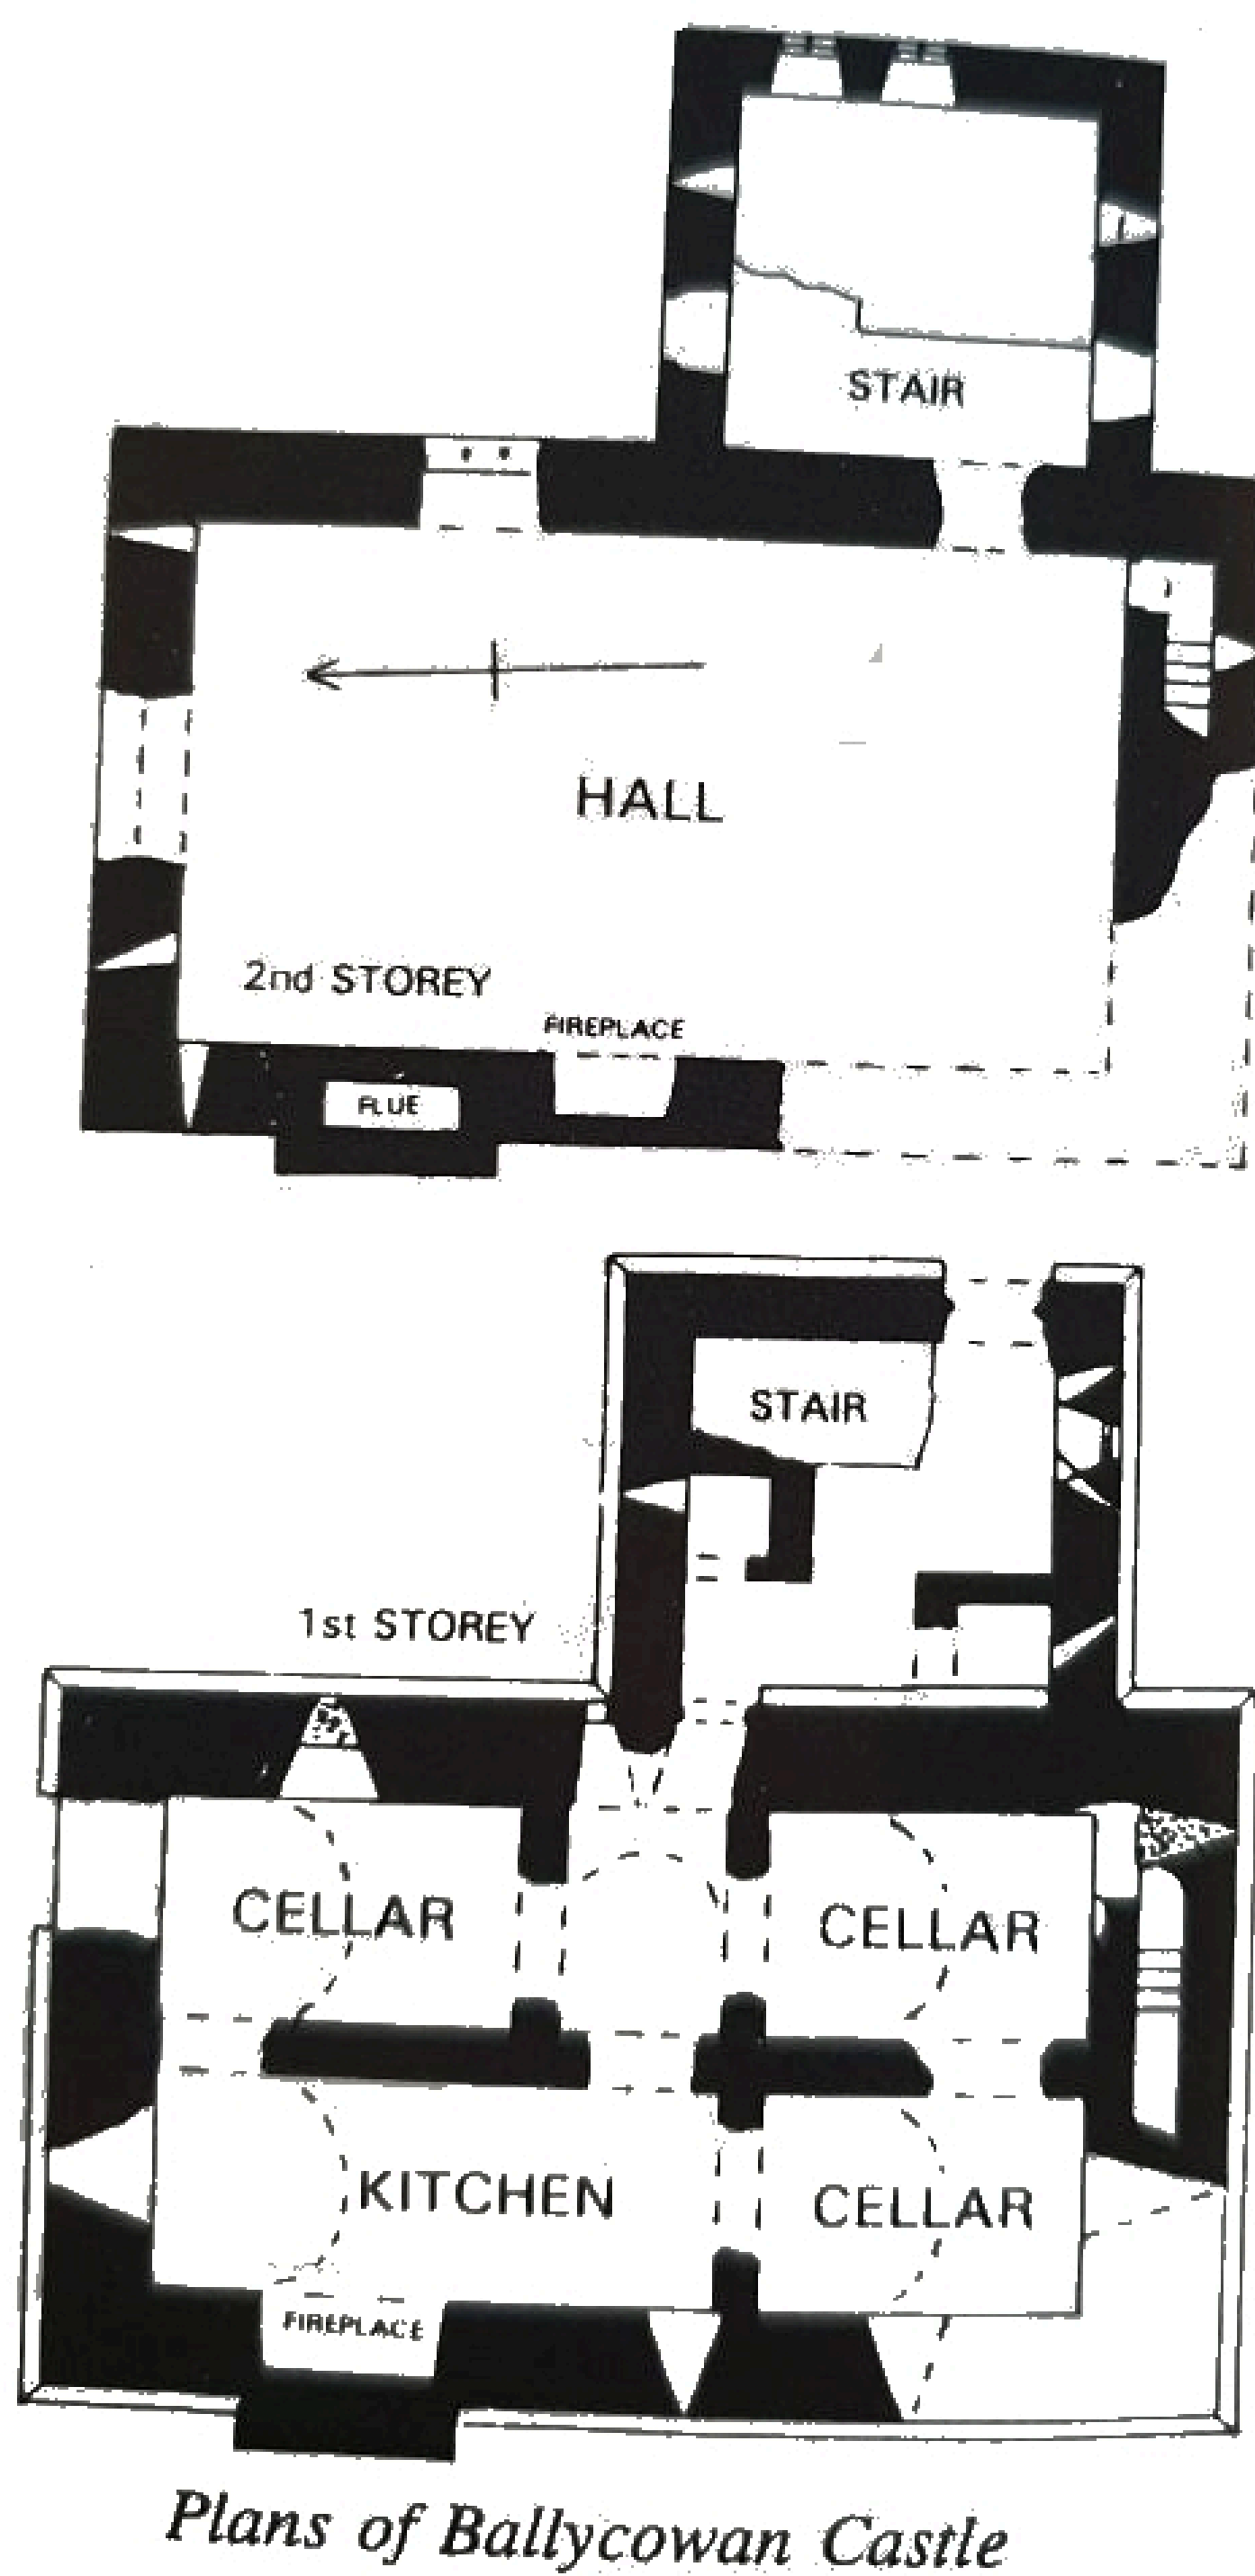 STAIR
HALL
2nd STOREY
FIREPLACE
FLUE
STAIR
1st STOREY
CELLAR
CELLAR
KITCHEN
CELLAR
FIREPLACE
Plans of Ballycowan Castle